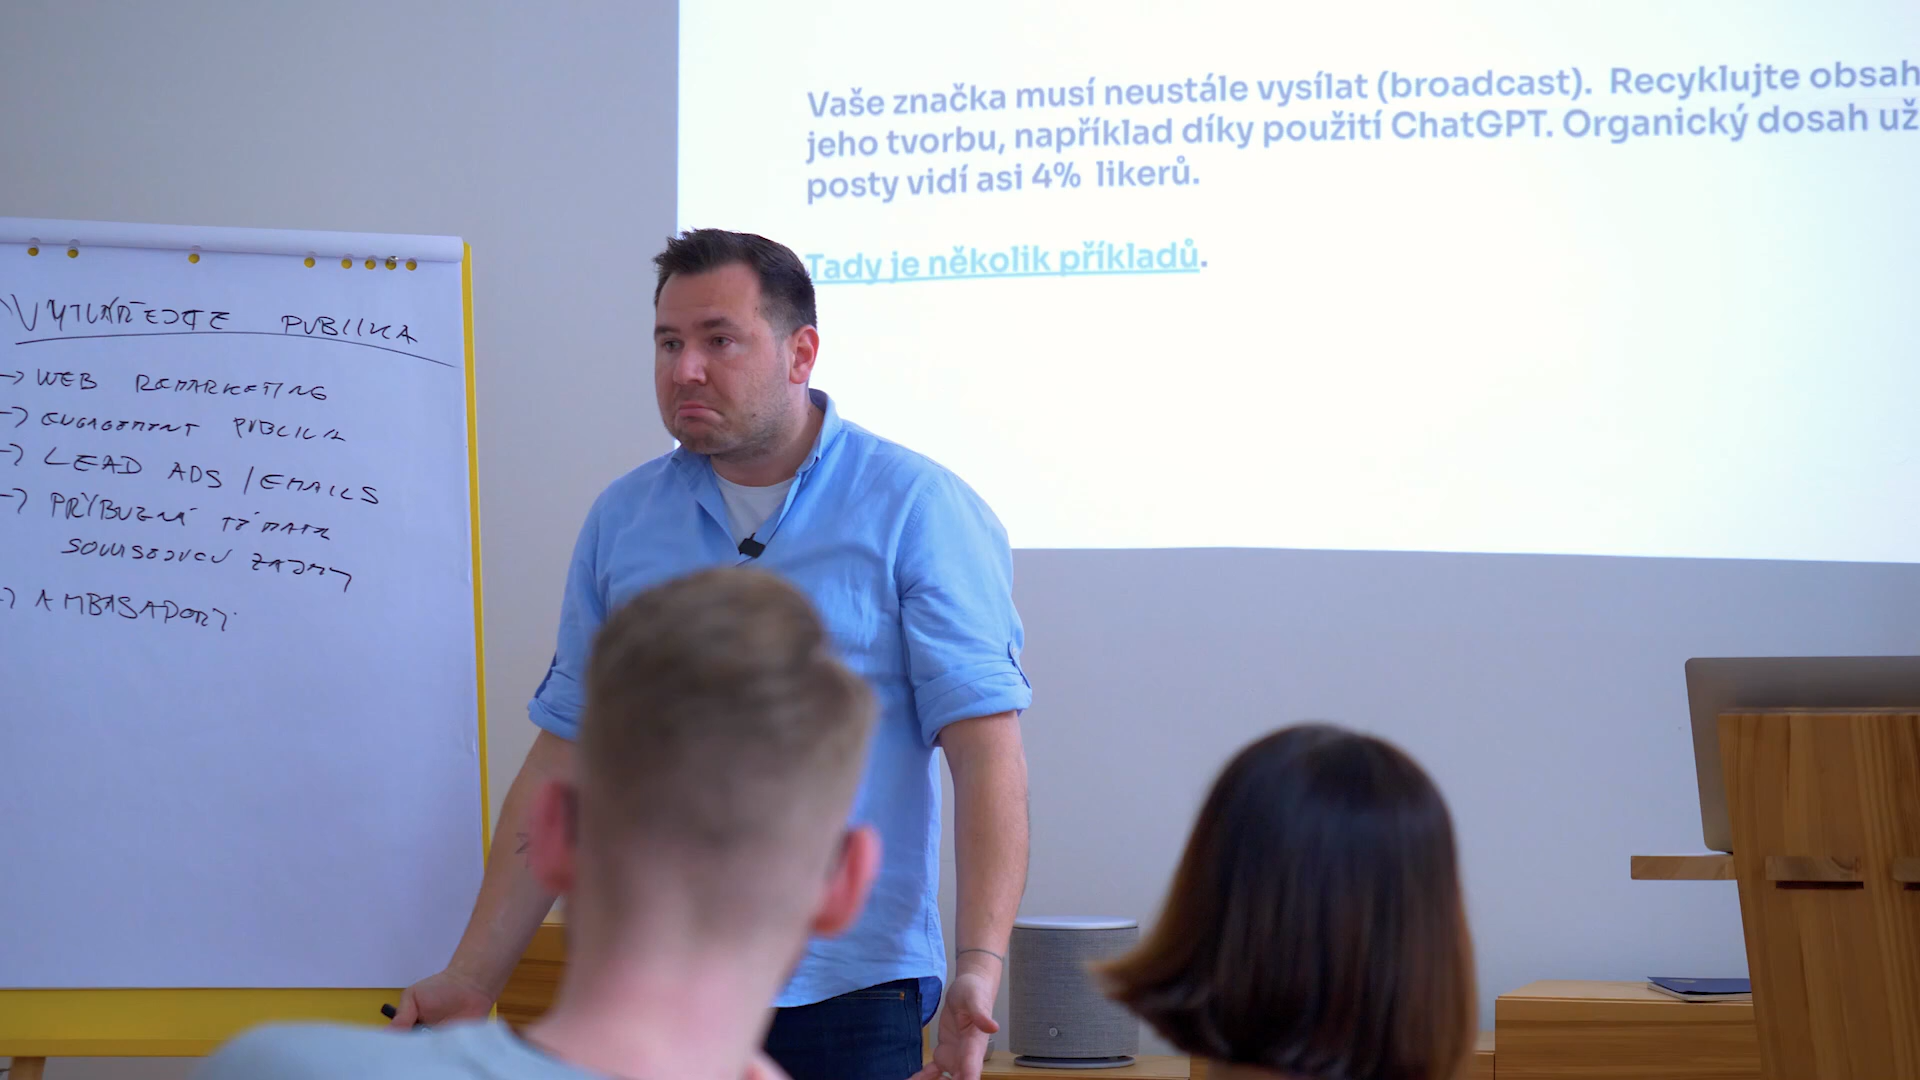 VYTVÁŘEJTE PUBLIKA
→ WEB REMARKETING
→ ENGAGEMENT PUBLIKA
→ LEAD ADS / EMAILS
→ PŘÍBUZNÁ TÉMATA
SOUSEDNÍCH ZÁJMY
→ AMBASADOŘI
Vaše značka musí neustále vysílat (broadcast). Recyklujte obsah
jeho tvorbu, například díky použití ChatGPT. Organický dosah už
posty vidí asi 4% likerů.
Tady je několik příkladů.